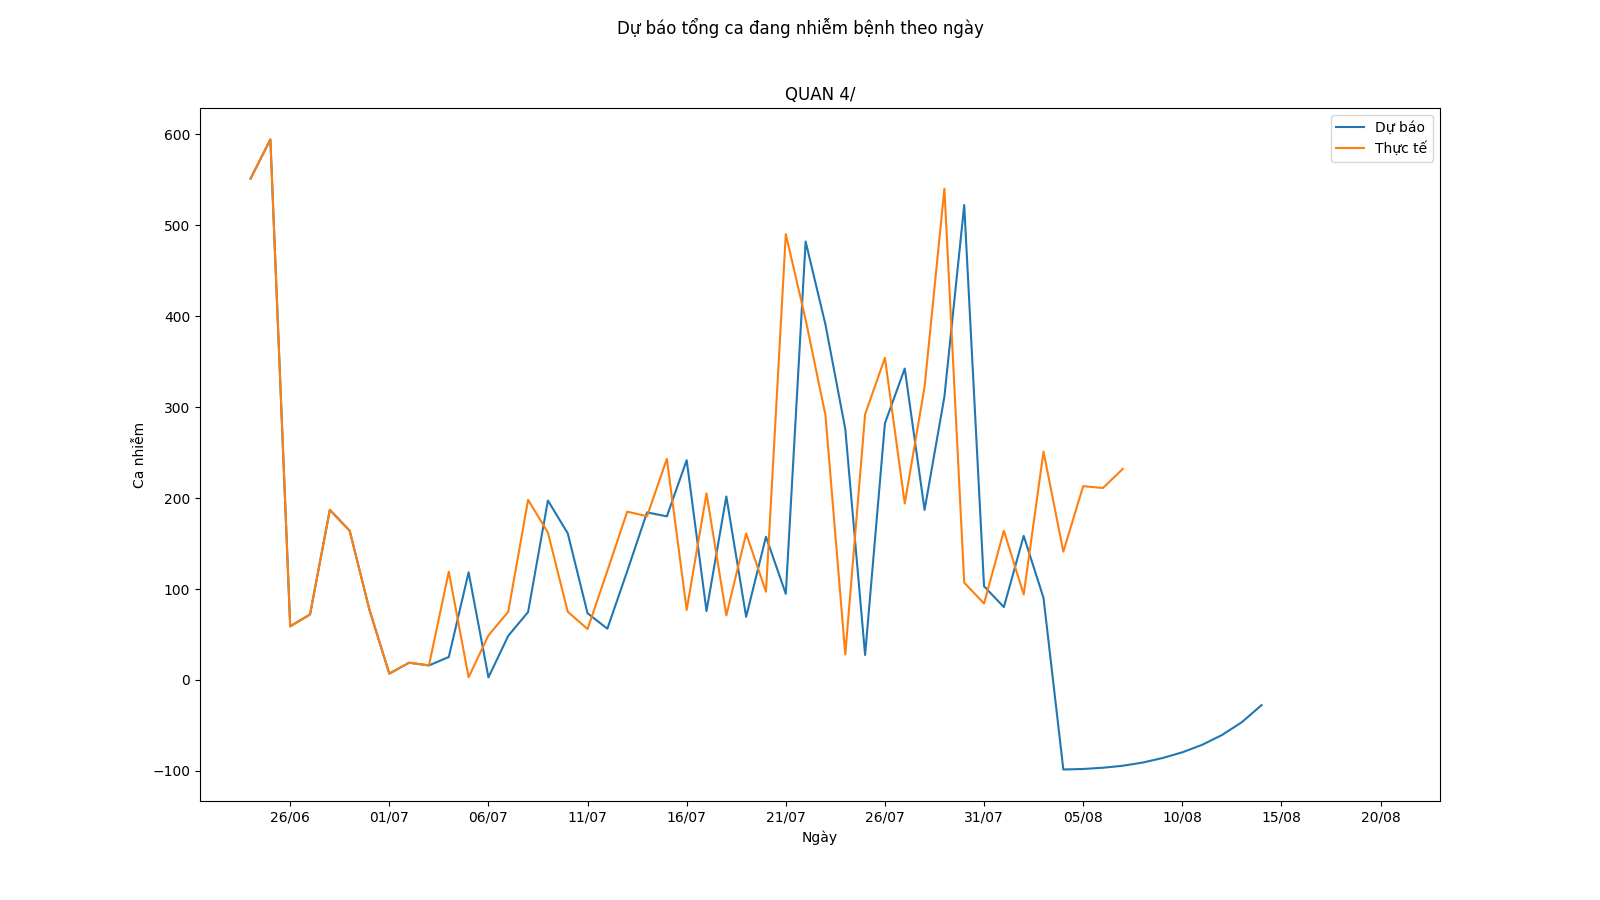 Dự báo tổng ca đang nhiễm bệnh theo ngày
QUAN 4/
Dự báo
Thực tế
600
500
400
300
200
100
0
−100
Ca nhiễm
26/06 01/07 06/07 11/07 16/07 21/07 26/07 31/07 05/08 10/08 15/08 20/08
Ngày